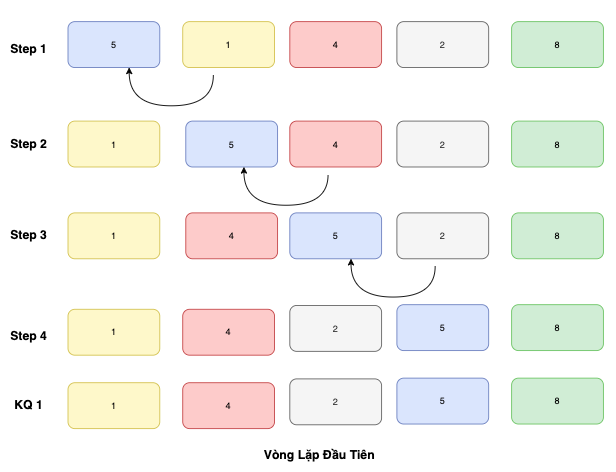 Step 1 5 1 4 2 8
Step 2 1 5 4 2 8
Step 3 1 4 5 2 8
Step 4 1 4 2 5 8
KQ 1 1 4 2 5 8
Vòng Lặp Đầu Tiên